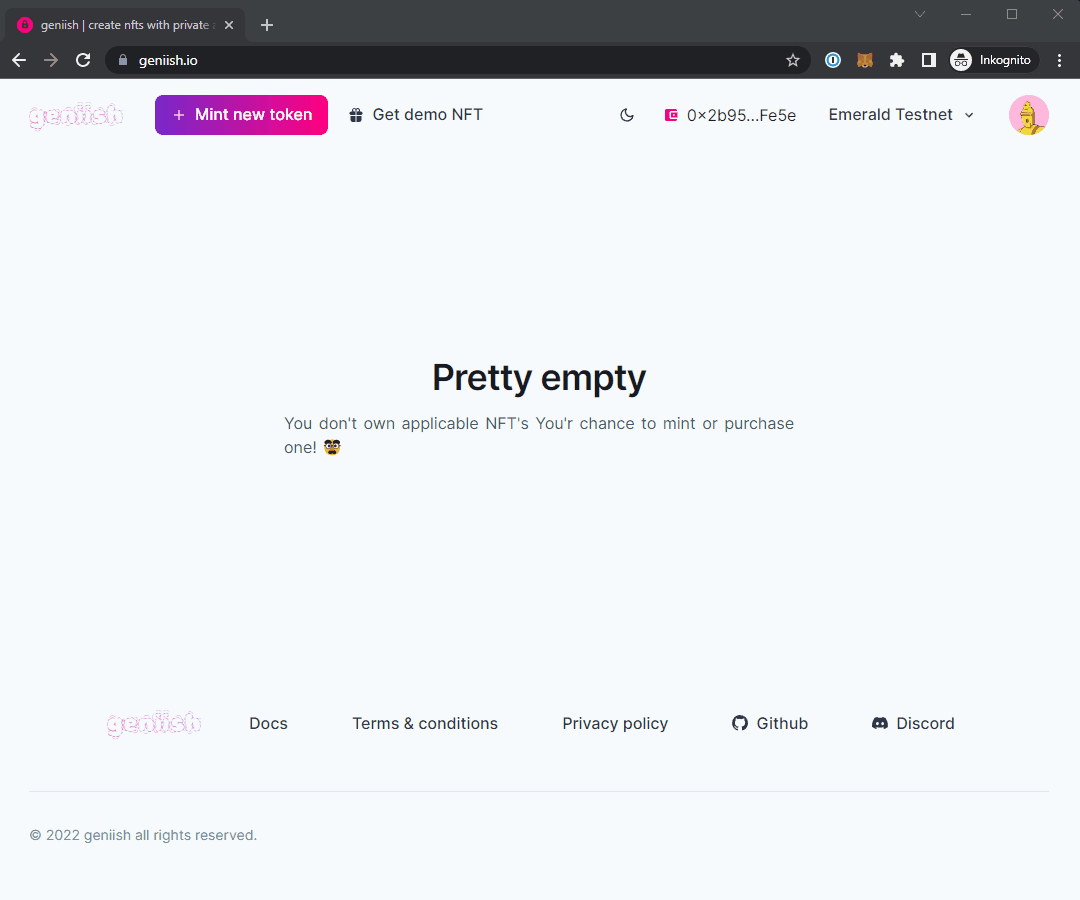 geniish | create nfts with private
geniish.io
Inkognito
geniish
+ Mint new token
Get demo NFT
0×2b95...Fe5e
Emerald Testnet
Pretty empty
You don't own applicable NFT's You'r chance to mint or purchase
one! 🥸
geniish
Docs
Terms & conditions
Privacy policy
Github
Discord
© 2022 geniish all rights reserved.